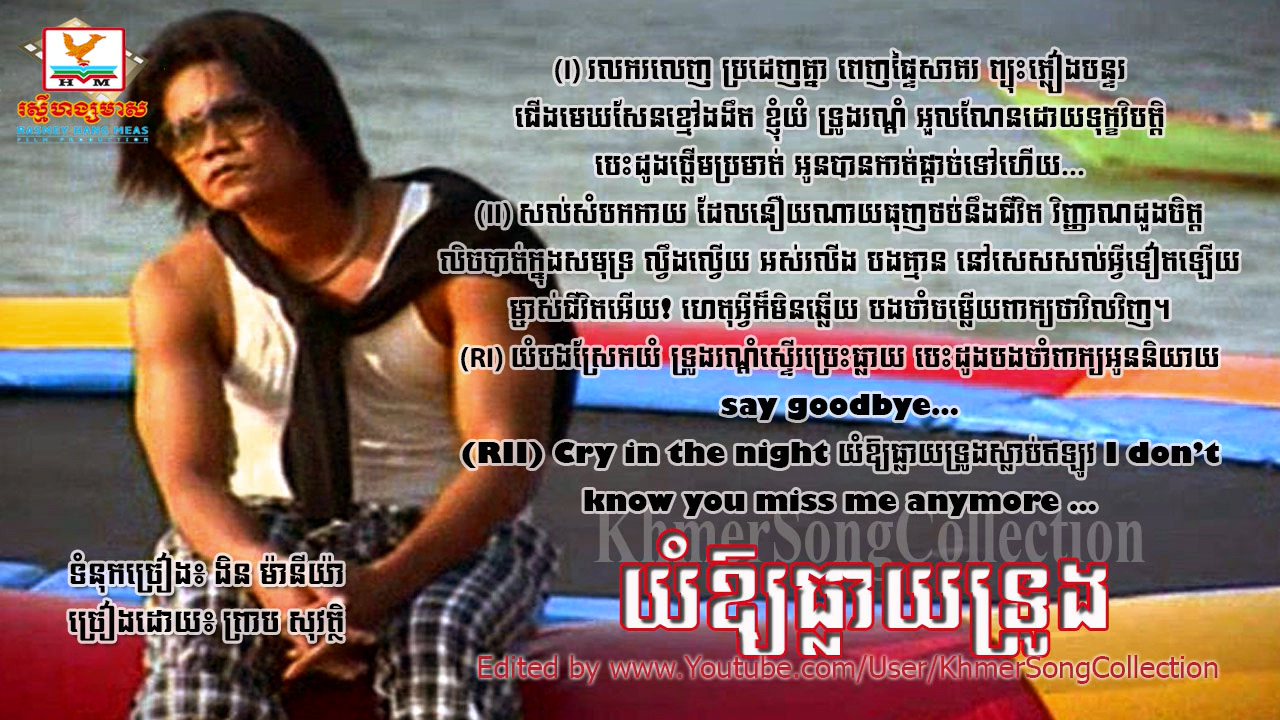 H M
រស្មីហង្សមាស
RASMEY HANG MEAS
FILM PRODUCTION
(I) រលករលេញ ប្រដេញគ្នា ពេញផ្ទៃសាគរ ព្យុះភ្លៀងបន្ទរ
ជើងមេឃសែនខ្មៅងងឹត ខ្ញុំយំ ទ្រូងរណ្តំ អួលណែនដោយទុក្ខវិបត្តិ
បេះដូងថ្លើមប្រមាត់ អូនបានកាត់ផ្តាច់ទៅហើយ...
(II) សល់សំបកកាយ ដែលនឿយណាយធុញថប់នឹងជីវិត វិញ្ញាណដួងចិត្ត
លិចបាត់ក្នុងសមុទ្រ ល្វឹងល្វើយ អស់រលីង បងគ្មាន នៅសេសសល់អ្វីទៀតឡើយ
ម្ចាស់ជីវិតអើយ! ហេតុអ្វីក៏មិនឆ្លើយ បងចាំចម្លើយពាក្យថាវិលវិញ។
(RI) យំបងស្រែកយំ ទ្រូងរណ្តំស្ទើរប្រេះធ្លាយ បេះដូងបងចាំពាក្យអូននិយាយ
say goodbye...
(RII) Cry in the night យំឱ្យធ្លាយទ្រូងស្លាប់ឥឡូវ I don't
know you miss me anymore ...
KhmerSongCollection
យំឱ្យធ្លាយទ្រូង
ទំនុកច្រៀង៖ ងិន ម៉ានីយ៉ា
ច្រៀងដោយ៖ ព្រាប សុវត្ថិ
Edited by www.Youtube.com/User/KhmerSongCollection